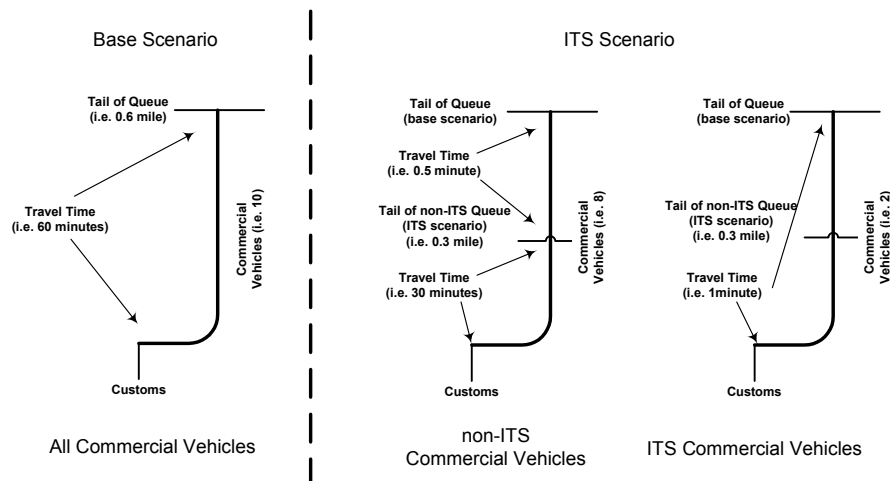 Base Scenario
Tail of Queue
(i.e. 0.6 mile)
Travel Time
(i.e. 60 minutes)
Commercial
Vehicles (i.e. 10)
Customs
All Commercial Vehicles
ITS Scenario
Tail of Queue
(base scenario)
Travel Time
(i.e. 0.5 minute)
Tail of non-ITS Queue
(ITS scenario)
(i.e. 0.3 mile)
Travel Time
(i.e. 30 minutes)
Commercial
Vehicles (i.e. 8)
Customs
non-ITS
Commercial Vehicles
Tail of Queue
(base scenario)
Tail of non-ITS Queue
(ITS scenario)
(i.e. 0.3 mile)
Travel Time
(i.e. 1minute)
Commercial
Vehicles (i.e. 2)
Customs
ITS Commercial Vehicles